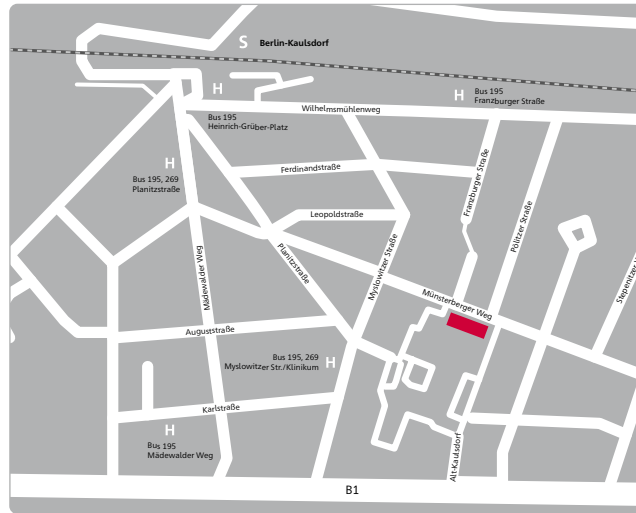 S Berlin-Kaulsdorf
H
Bus 195
Franzburger Straße
H
Bus 195
Heinrich-Grüber-Platz
Wilhelmsmühlenweg
H
Bus 195, 269
Planitzstraße
Ferdinandstraße
Franzburger Straße
Pölitzer Straße
Leopoldstraße
Mädewalder Weg
Planitzstraße
Myslowitzer Straße
Münsterberger Weg
Auguststraße
Bus 195, 269
Myslowitzer Str./Klinikum
H
Karlstraße
H
Bus 195
Mädewalder Weg
Alt-Kaulsdorf
B1